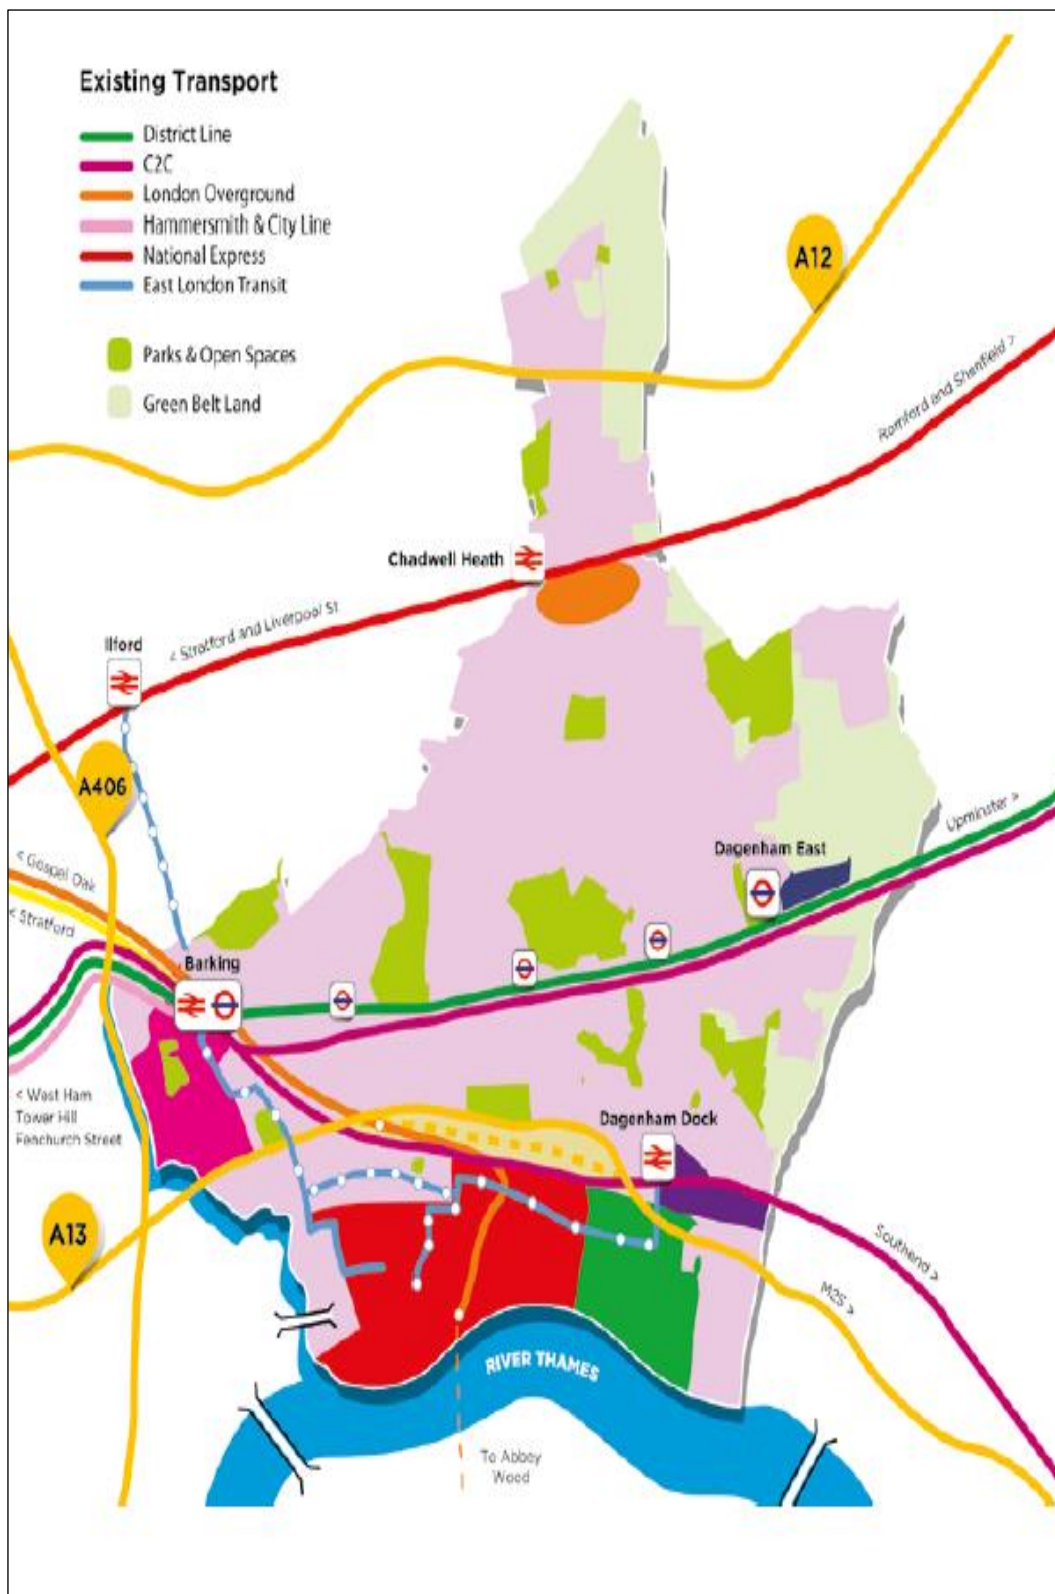 Existing Transport
District Line
C2C
London Overground
Hammersmith & City Line
National Express
East London Transit
Parks & Open Spaces
Green Belt Land
A12
Romford and Shenfield >
Chadwell Heath
< Stratford and Liverpool St
Ilford
A406
Upminster >
Dagenham East
< Gospel Oak
< Stratford
Barking
< West Ham
Tower Hill
Fenchurch Street
Dagenham Dock
A13
Southend >
M25 >
RIVER THAMES
To Abbey
Wood